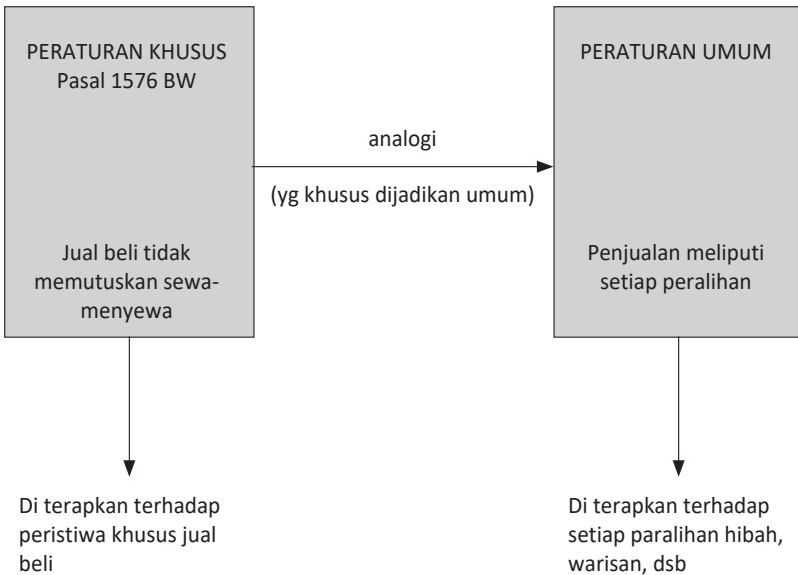 PERATURAN KHUSUS
Pasal 1576 BW
Jual beli tidak
memutuskan sewa-
menyewa
analogi
(yg khusus dijadikan umum)
PERATURAN UMUM
Penjualan meliputi
setiap peralihan
Di terapkan terhadap
peristiwa khusus jual
beli
Di terapkan terhadap
setiap paralihan hibah,
warisan, dsb